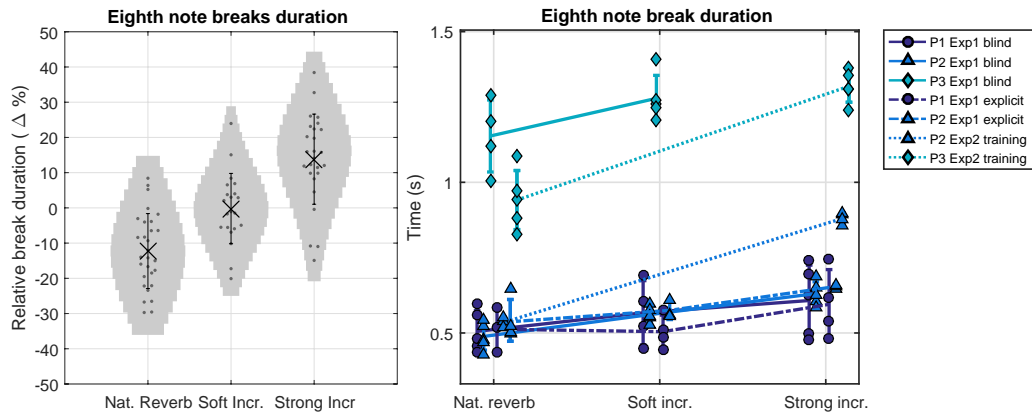 Eighth note breaks duration
Relative break duration ( Δ %)
50
40
30
20
10
0
-10
-20
-30
-40
-50
Nat. Reverb
Soft Incr.
Strong Incr
Eighth note break duration
Time (s)
1.5
1
0.5
Nat. reverb
Soft incr.
Strong incr.
P1 Exp1 blind
P2 Exp1 blind
P3 Exp1 blind
P1 Exp1 explicit
P2 Exp1 explicit
P2 Exp2 training
P3 Exp2 training